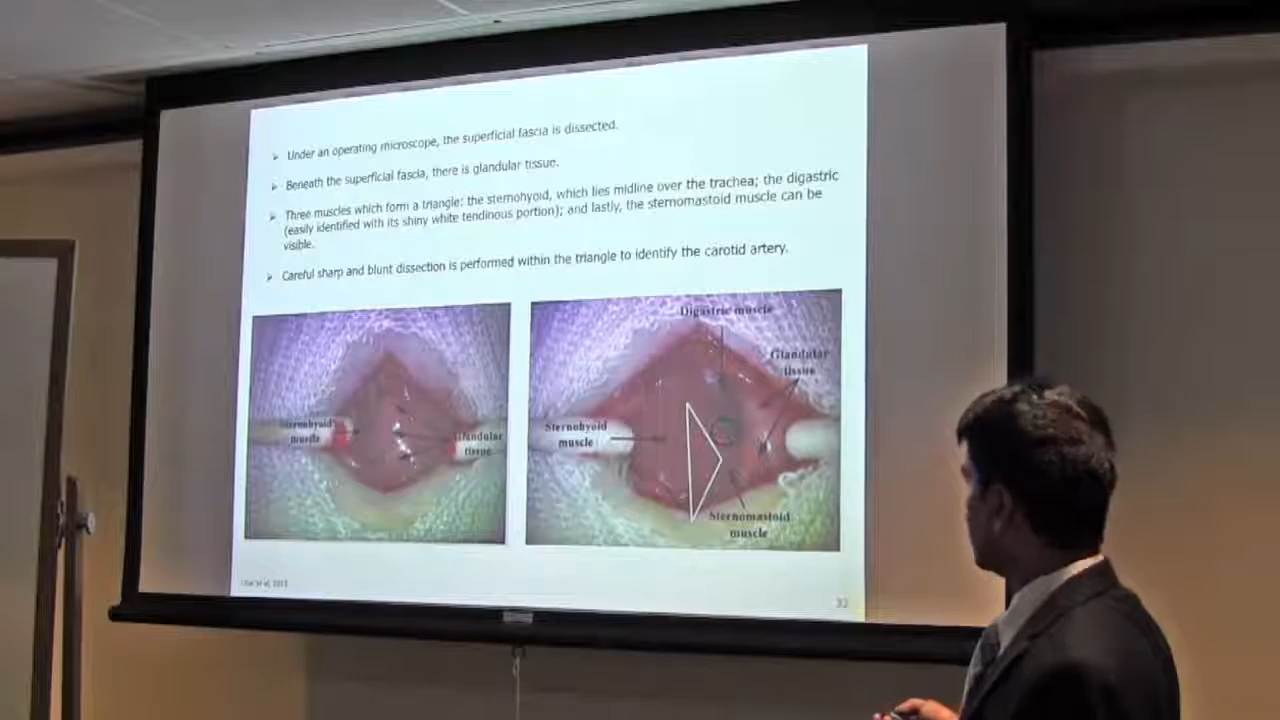 Under an operating microscope, the superficial fascia is dissected.
Beneath the superficial fascia, there is glandular tissue.
Three muscles which form a triangle: the sternohyoid, which lies midline over the trachea; the digastric
(easily identified with its shiny white tendinous portion); and lastly, the sternomastoid muscle can be
visible.
Careful sharp and blunt dissection is performed within the triangle to identify the carotid artery.
Sternohyoid
muscle
Glandular
tissue
Digastric muscle
Glandular
tissue
Sternohyoid
muscle
Sternomastoid
muscle
et al,
32